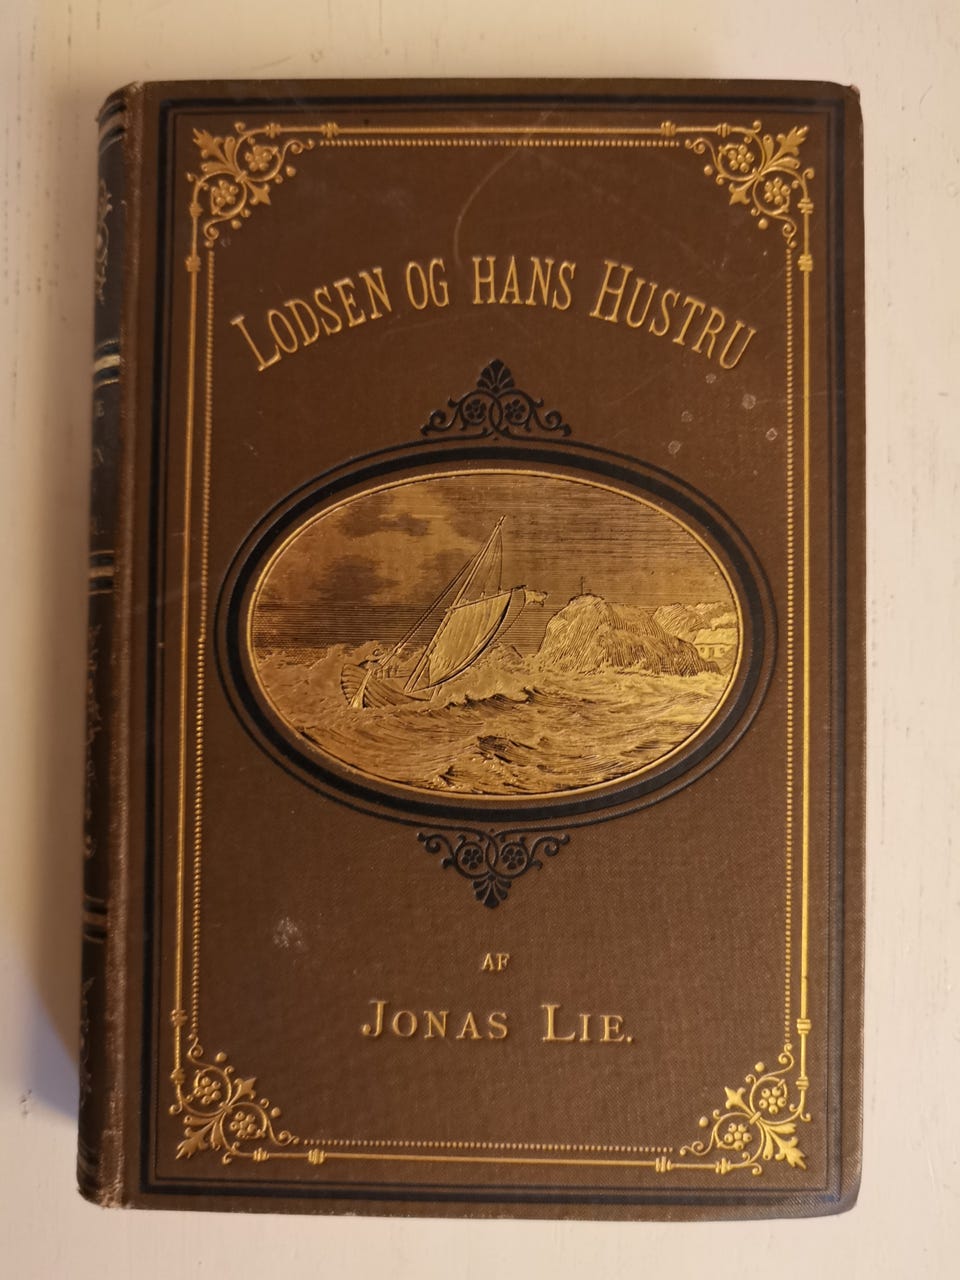 LODSEN OG HANS HUSTRU
AF
JONAS LIE.